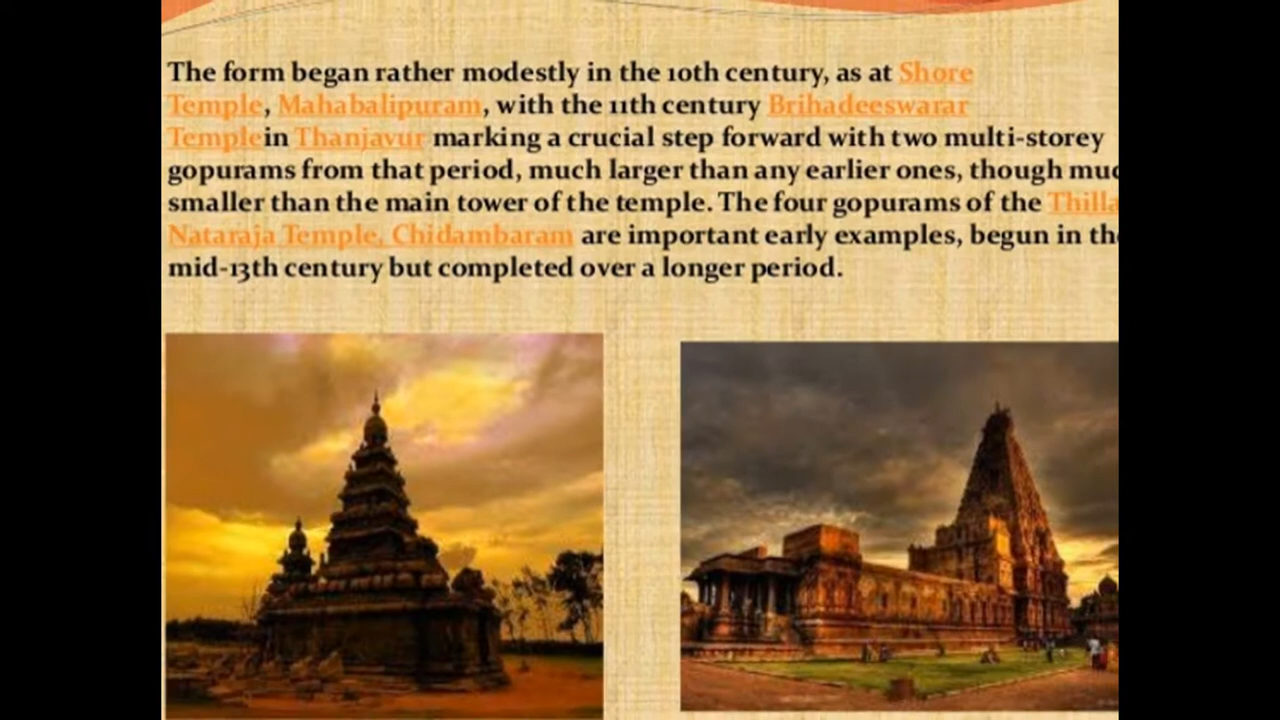 The form began rather modestly in the 10th century, as at Shore
Temple, Mahabalipuram, with the 11th century Brihadeeswarar
Templein Thanjavur marking a crucial step forward with two multi-storey
gopurams from that period, much larger than any earlier ones, though muc
smaller than the main tower of the temple. The four gopurams of the Thilla
Nataraja Temple, Chidambaram are important early examples, begun in th
mid-13th century but completed over a longer period.